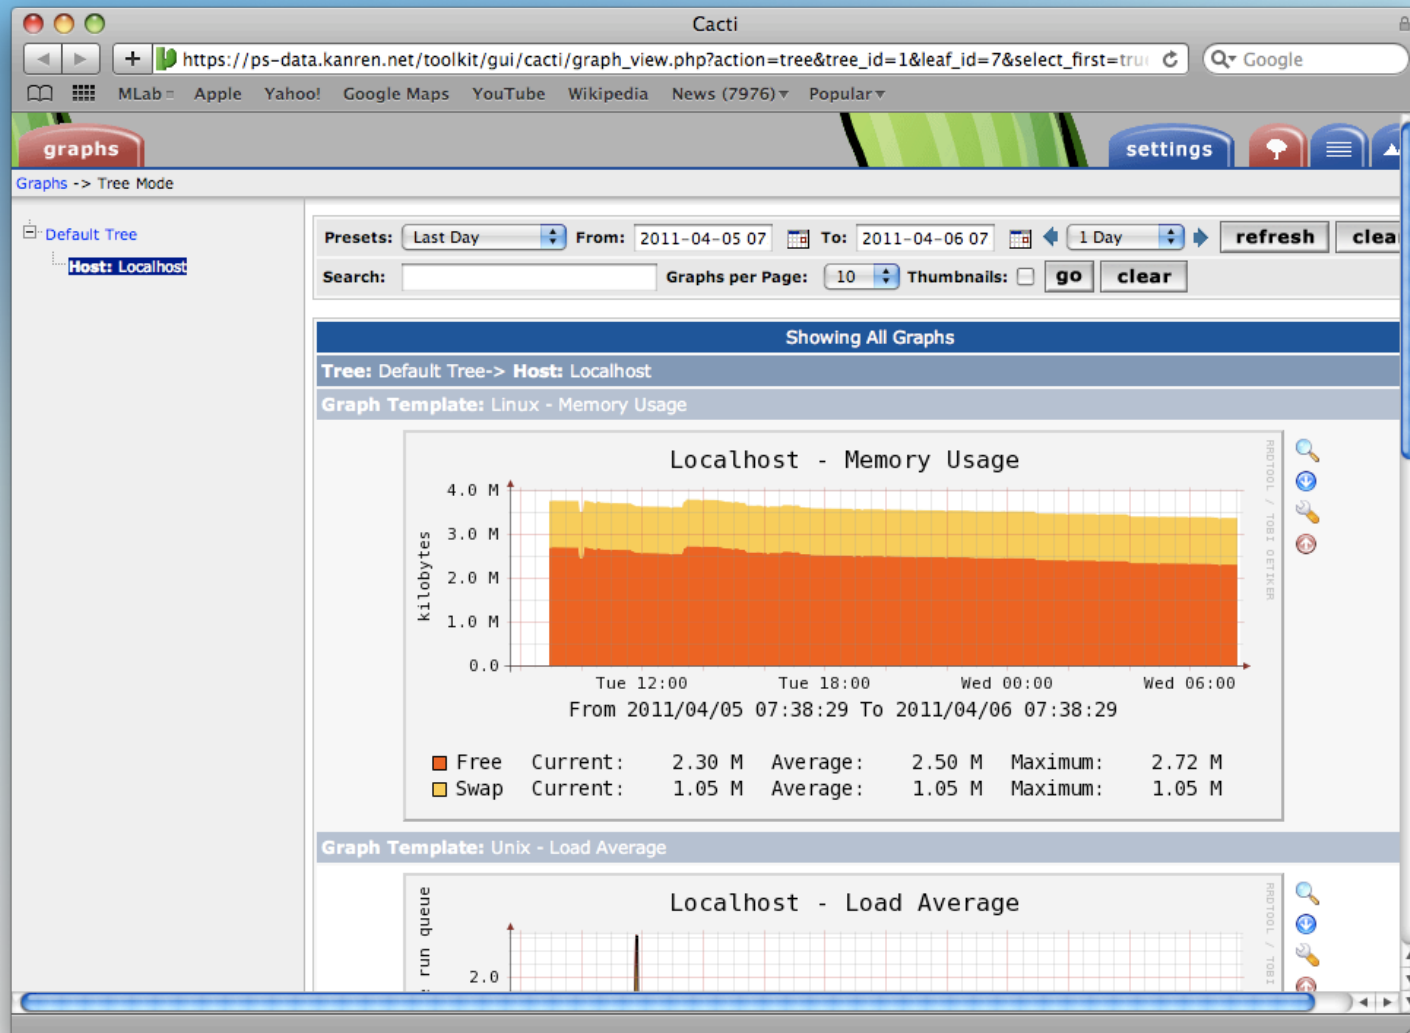 Cacti
https://ps-data.kanren.net/toolkit/gui/cacti/graph_view.php?action=tree&tree_id=1&leaf_id=7&select_first=true
Google
MLab Apple Yahoo! Google Maps YouTube Wikipedia News (7976) Popular
graphs
settings
Graphs -> Tree Mode
Default Tree
Host: Localhost
Presets: Last Day From: 2011-04-05 07 To: 2011-04-06 07 1 Day refresh clea
Search: Graphs per Page: 10 Thumbnails: go clear
Showing All Graphs
Tree: Default Tree-> Host: Localhost
Graph Template: Linux - Memory Usage
Localhost - Memory Usage
RRDTOOL / TOBI OETIKER
kilobytes
4.0 M
3.0 M
2.0 M
1.0 M
0.0
Tue 12:00 Tue 18:00 Wed 00:00 Wed 06:00
From 2011/04/05 07:38:29 To 2011/04/06 07:38:29
Free Current: 2.30 M Average: 2.50 M Maximum: 2.72 M
Swap Current: 1.05 M Average: 1.05 M Maximum: 1.05 M
Graph Template: Unix - Load Average
Localhost - Load Average
RRDTOOL / TOBI
run queue
2.0